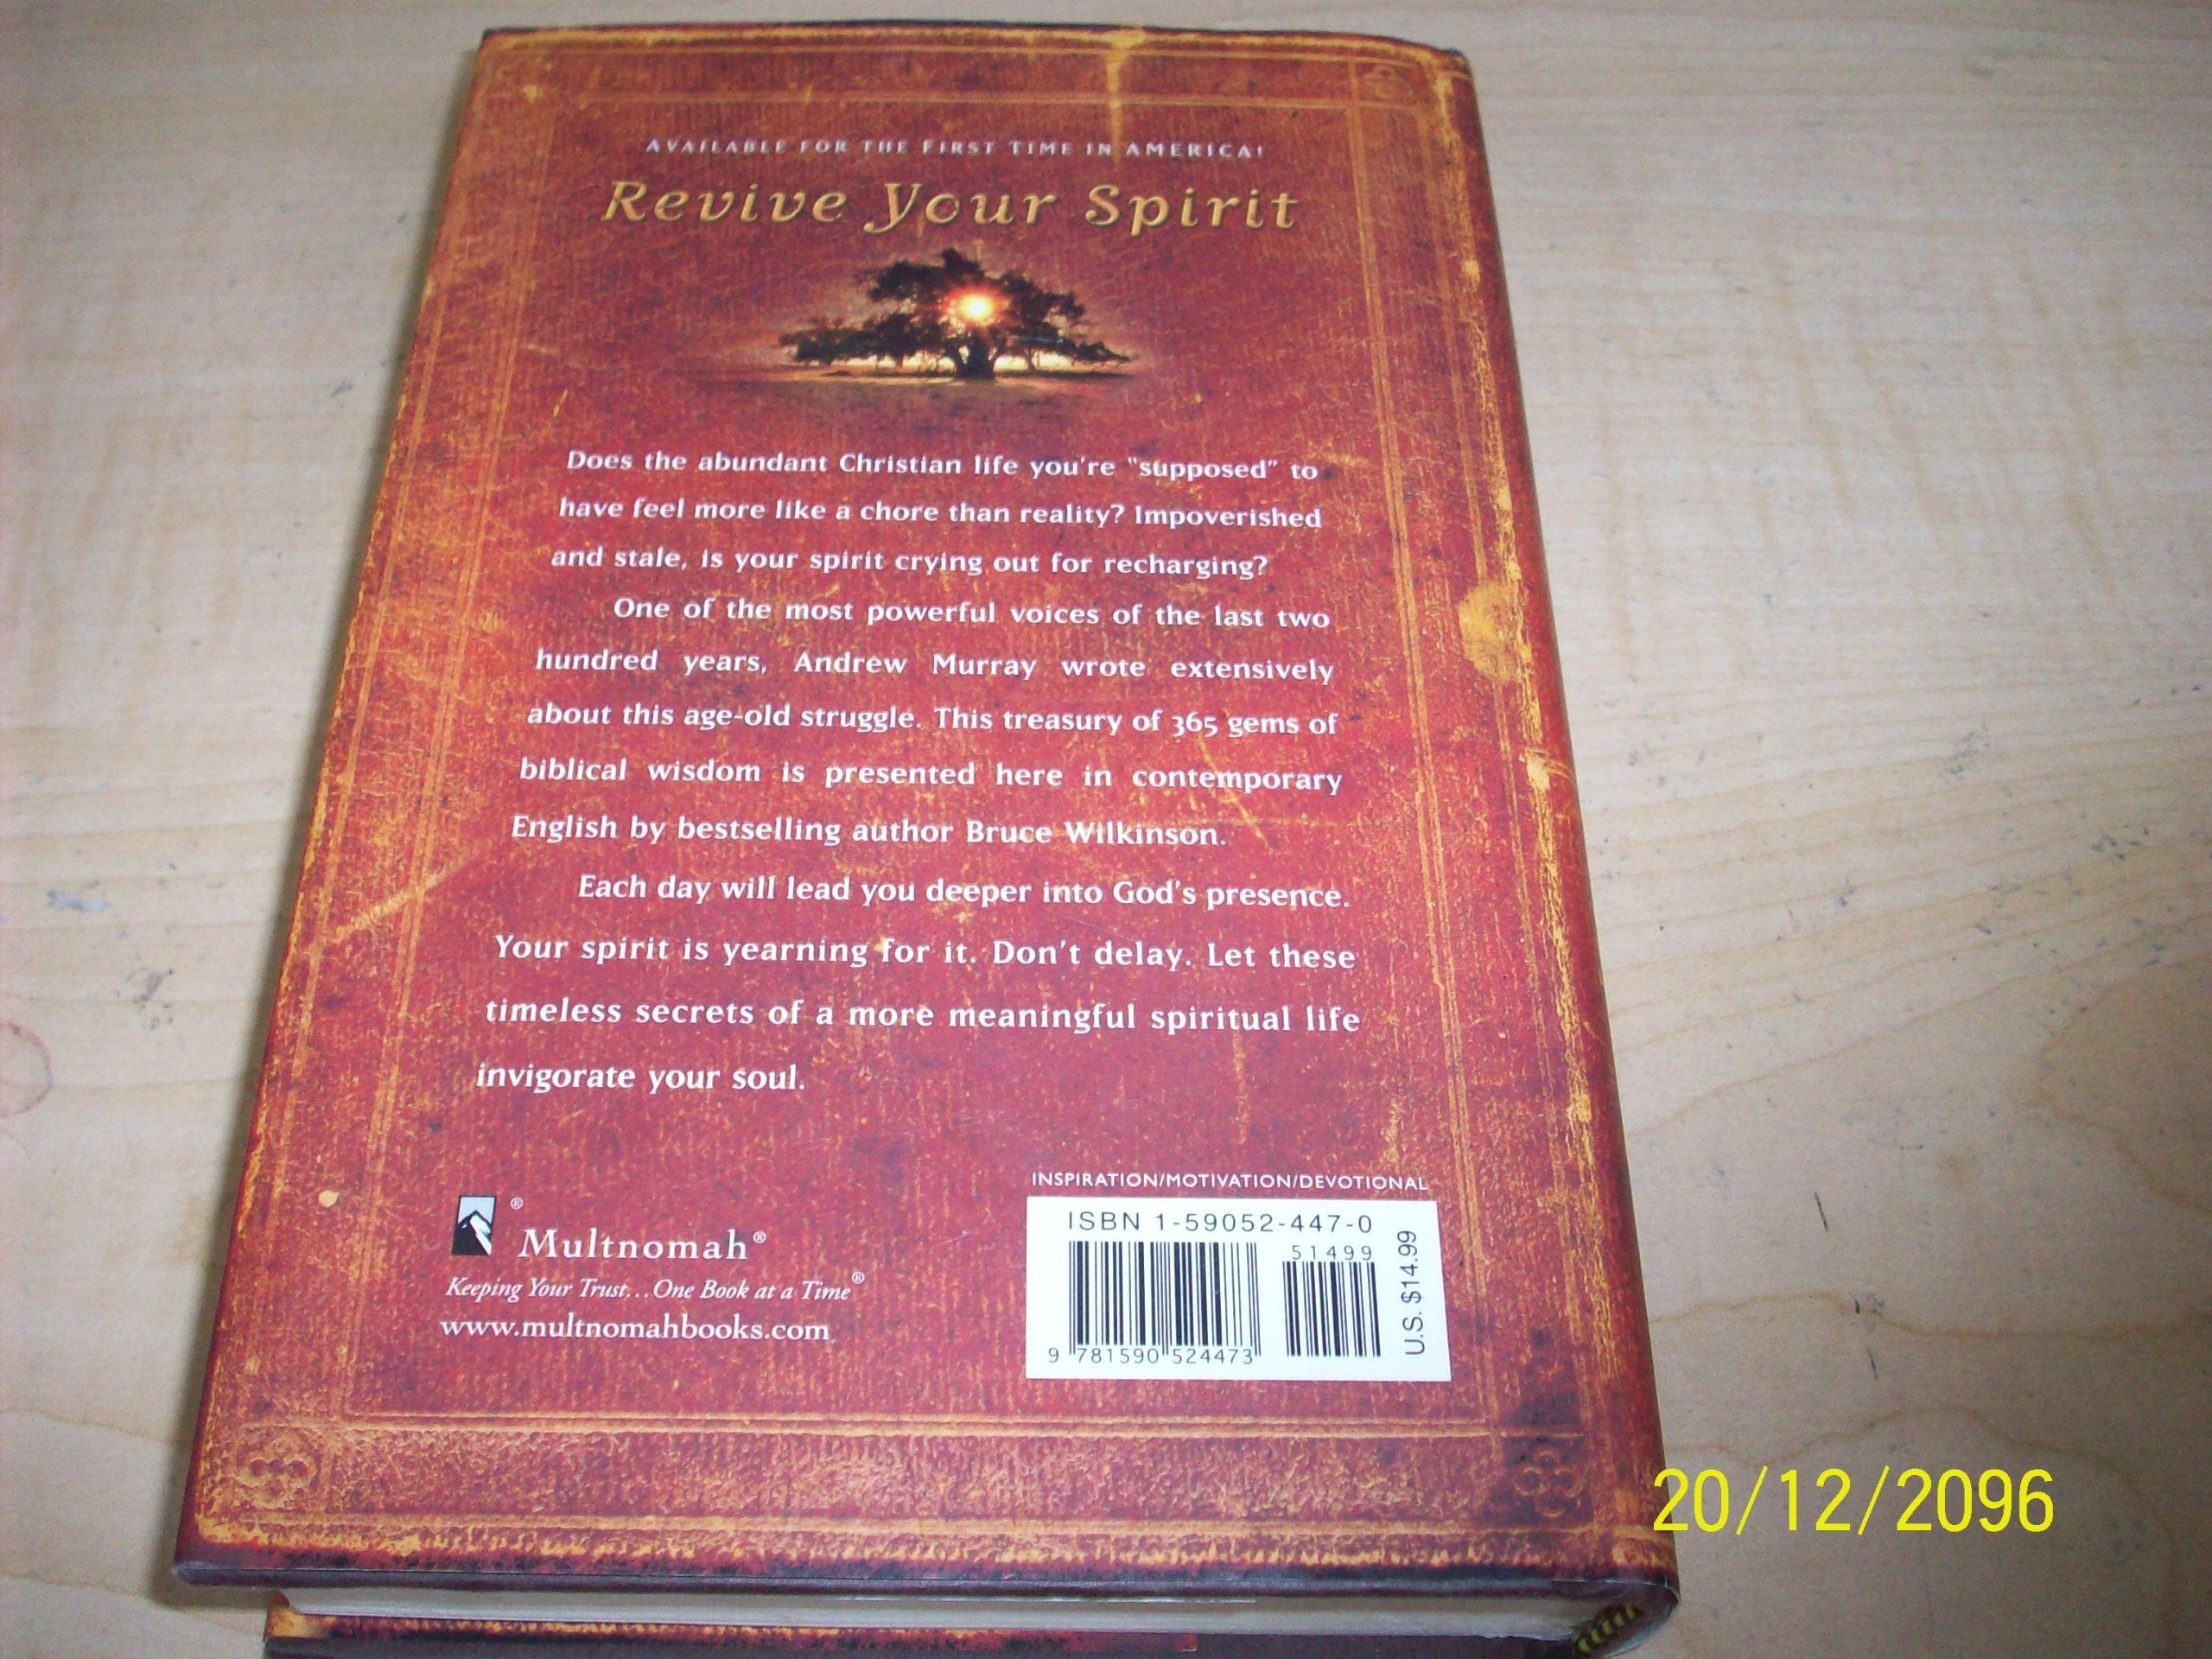 AVAILABLE FOR THE FIRST TIME IN AMERICA!
Revive Your Spirit
Does the abundant Christian life you're "supposed" to
have feel more like a chore than reality? Impoverished
and stale, is your spirit crying out for recharging?
One of the most powerful voices of the last two
hundred years, Andrew Murray wrote extensively
about this age-old struggle. This treasury of 365 gems of
biblical wisdom is presented here in contemporary
English by bestselling author Bruce Wilkinson.
Each day will lead you deeper into God's presence.
Your spirit is yearning for it. Don't delay. Let these
timeless secrets of a more meaningful spiritual life
invigorate your soul.
®
Multnomah®
Keeping Your Trust...One Book at a Time®
www.multnomahbooks.com
INSPIRATION/MOTIVATION/DEVOTIONAL
ISBN 1-59052-447-0
51499
9 781590 524473
U.S. $14.99
20/12/2096